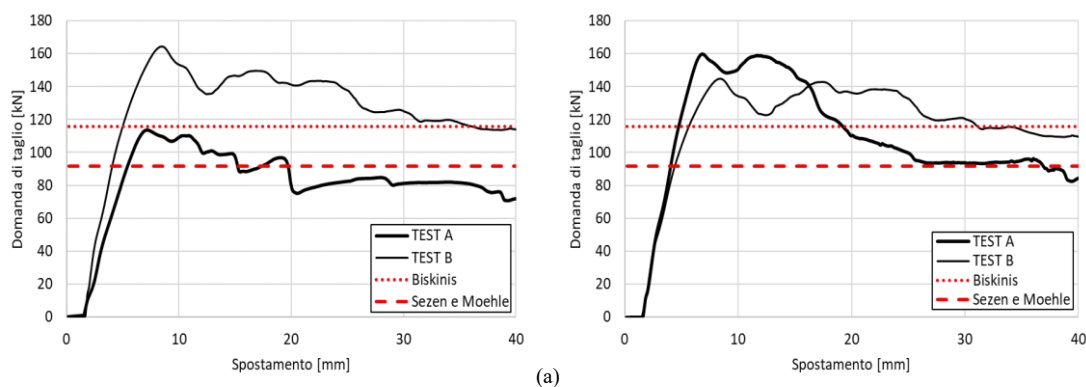 180
160
140
120
100
80
60
40
20
0
Domanda di taglio [kN]
TEST A
TEST B
Biskinis
Sezen e Moehle
0 10 20 30 40
Spostamento [mm]
180
160
140
120
100
80
60
40
20
0
Domanda di taglio [kN]
TEST A
TEST B
Biskinis
Sezen e Moehle
0 10 20 30 40
Spostamento [mm]
(a)